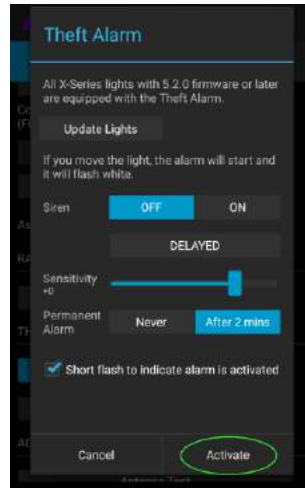 Theft Alarm
All X-Series lights with 5.2.0 firmware or later
are equipped with the Theft Alarm.
Update Lights
If you move the light, the alarm will start and
it will flash white.
Siren OFF ON
DELAYED
Sensitivity
+0
Permanent
Alarm Never After 2 mins
Short flash to indicate alarm is activated
Cancel Activate